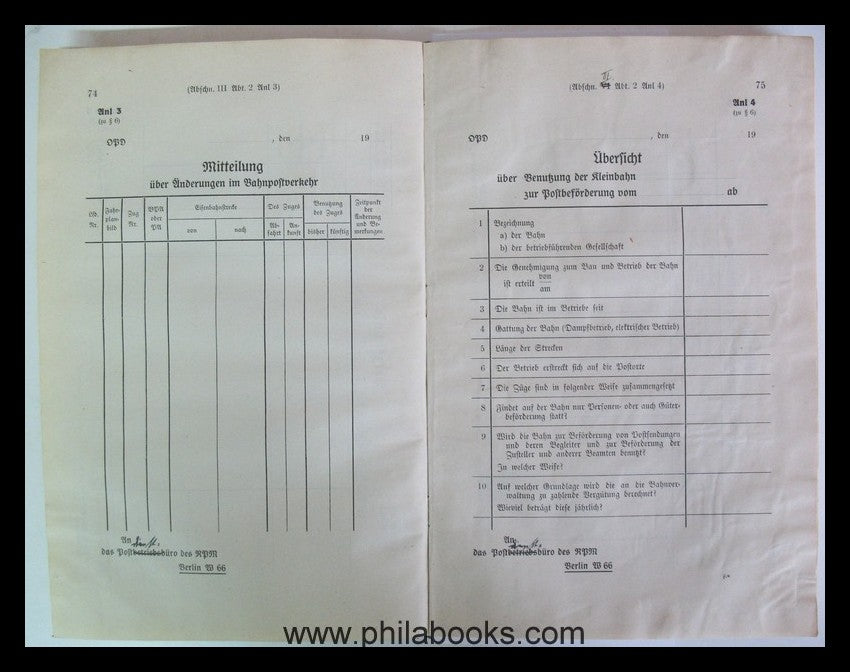 74
(Abschn. III Abt. 2 Anl 3)
Anl 3
(zu § 6)
OPD , den 19
Mitteilung
über Änderungen im Bahnpostverkehr
Lfd. Nr.
Fahrplanbild
Zug Nr.
BPA oder PA
Eisenbahnstrecke
von
nach
Des Zuges
Abfahrt
Ankunft
Benutzung des Zuges
bisher
künftig
Zeitpunkt der Änderung und Bemerkungen
An
das Postbetriebsbüro des RPM
Berlin W 66
(Abschn. VI III Abt. 2 Anl 4)
75
Anl 4
(zu § 6)
OPD , den 19
Übersicht
über Benutzung der Kleinbahn
zur Postbeförderung vom ab
1 Bezeichnung
a) der Bahn
b) der betriebführenden Gesellschaft
2 Die Genehmigung zum Bau und Betrieb der Bahn
ist erteilt von
am
3 Die Bahn ist im Betriebe seit
4 Gattung der Bahn (Dampfbetrieb, elektrischer Betrieb)
5 Länge der Strecken
6 Der Betrieb erstreckt sich auf die Postorte
7 Die Züge sind in folgender Weise zusammengesetzt
8 Findet auf der Bahn nur Personen- oder auch Güter-
beförderung statt?
9 Wird die Bahn zur Beförderung von Postsendungen
und deren Begleiter und zur Beförderung der
Zusteller und anderer Beamten benutzt?
In welcher Weise?
10 Auf welcher Grundlage wird die an die Bahnver-
waltung zu zahlende Vergütung berechnet?
Wieviel beträgt diese jährlich?
An
das Postbetriebsbüro des RPM
Berlin W 66
www.philabooks.com